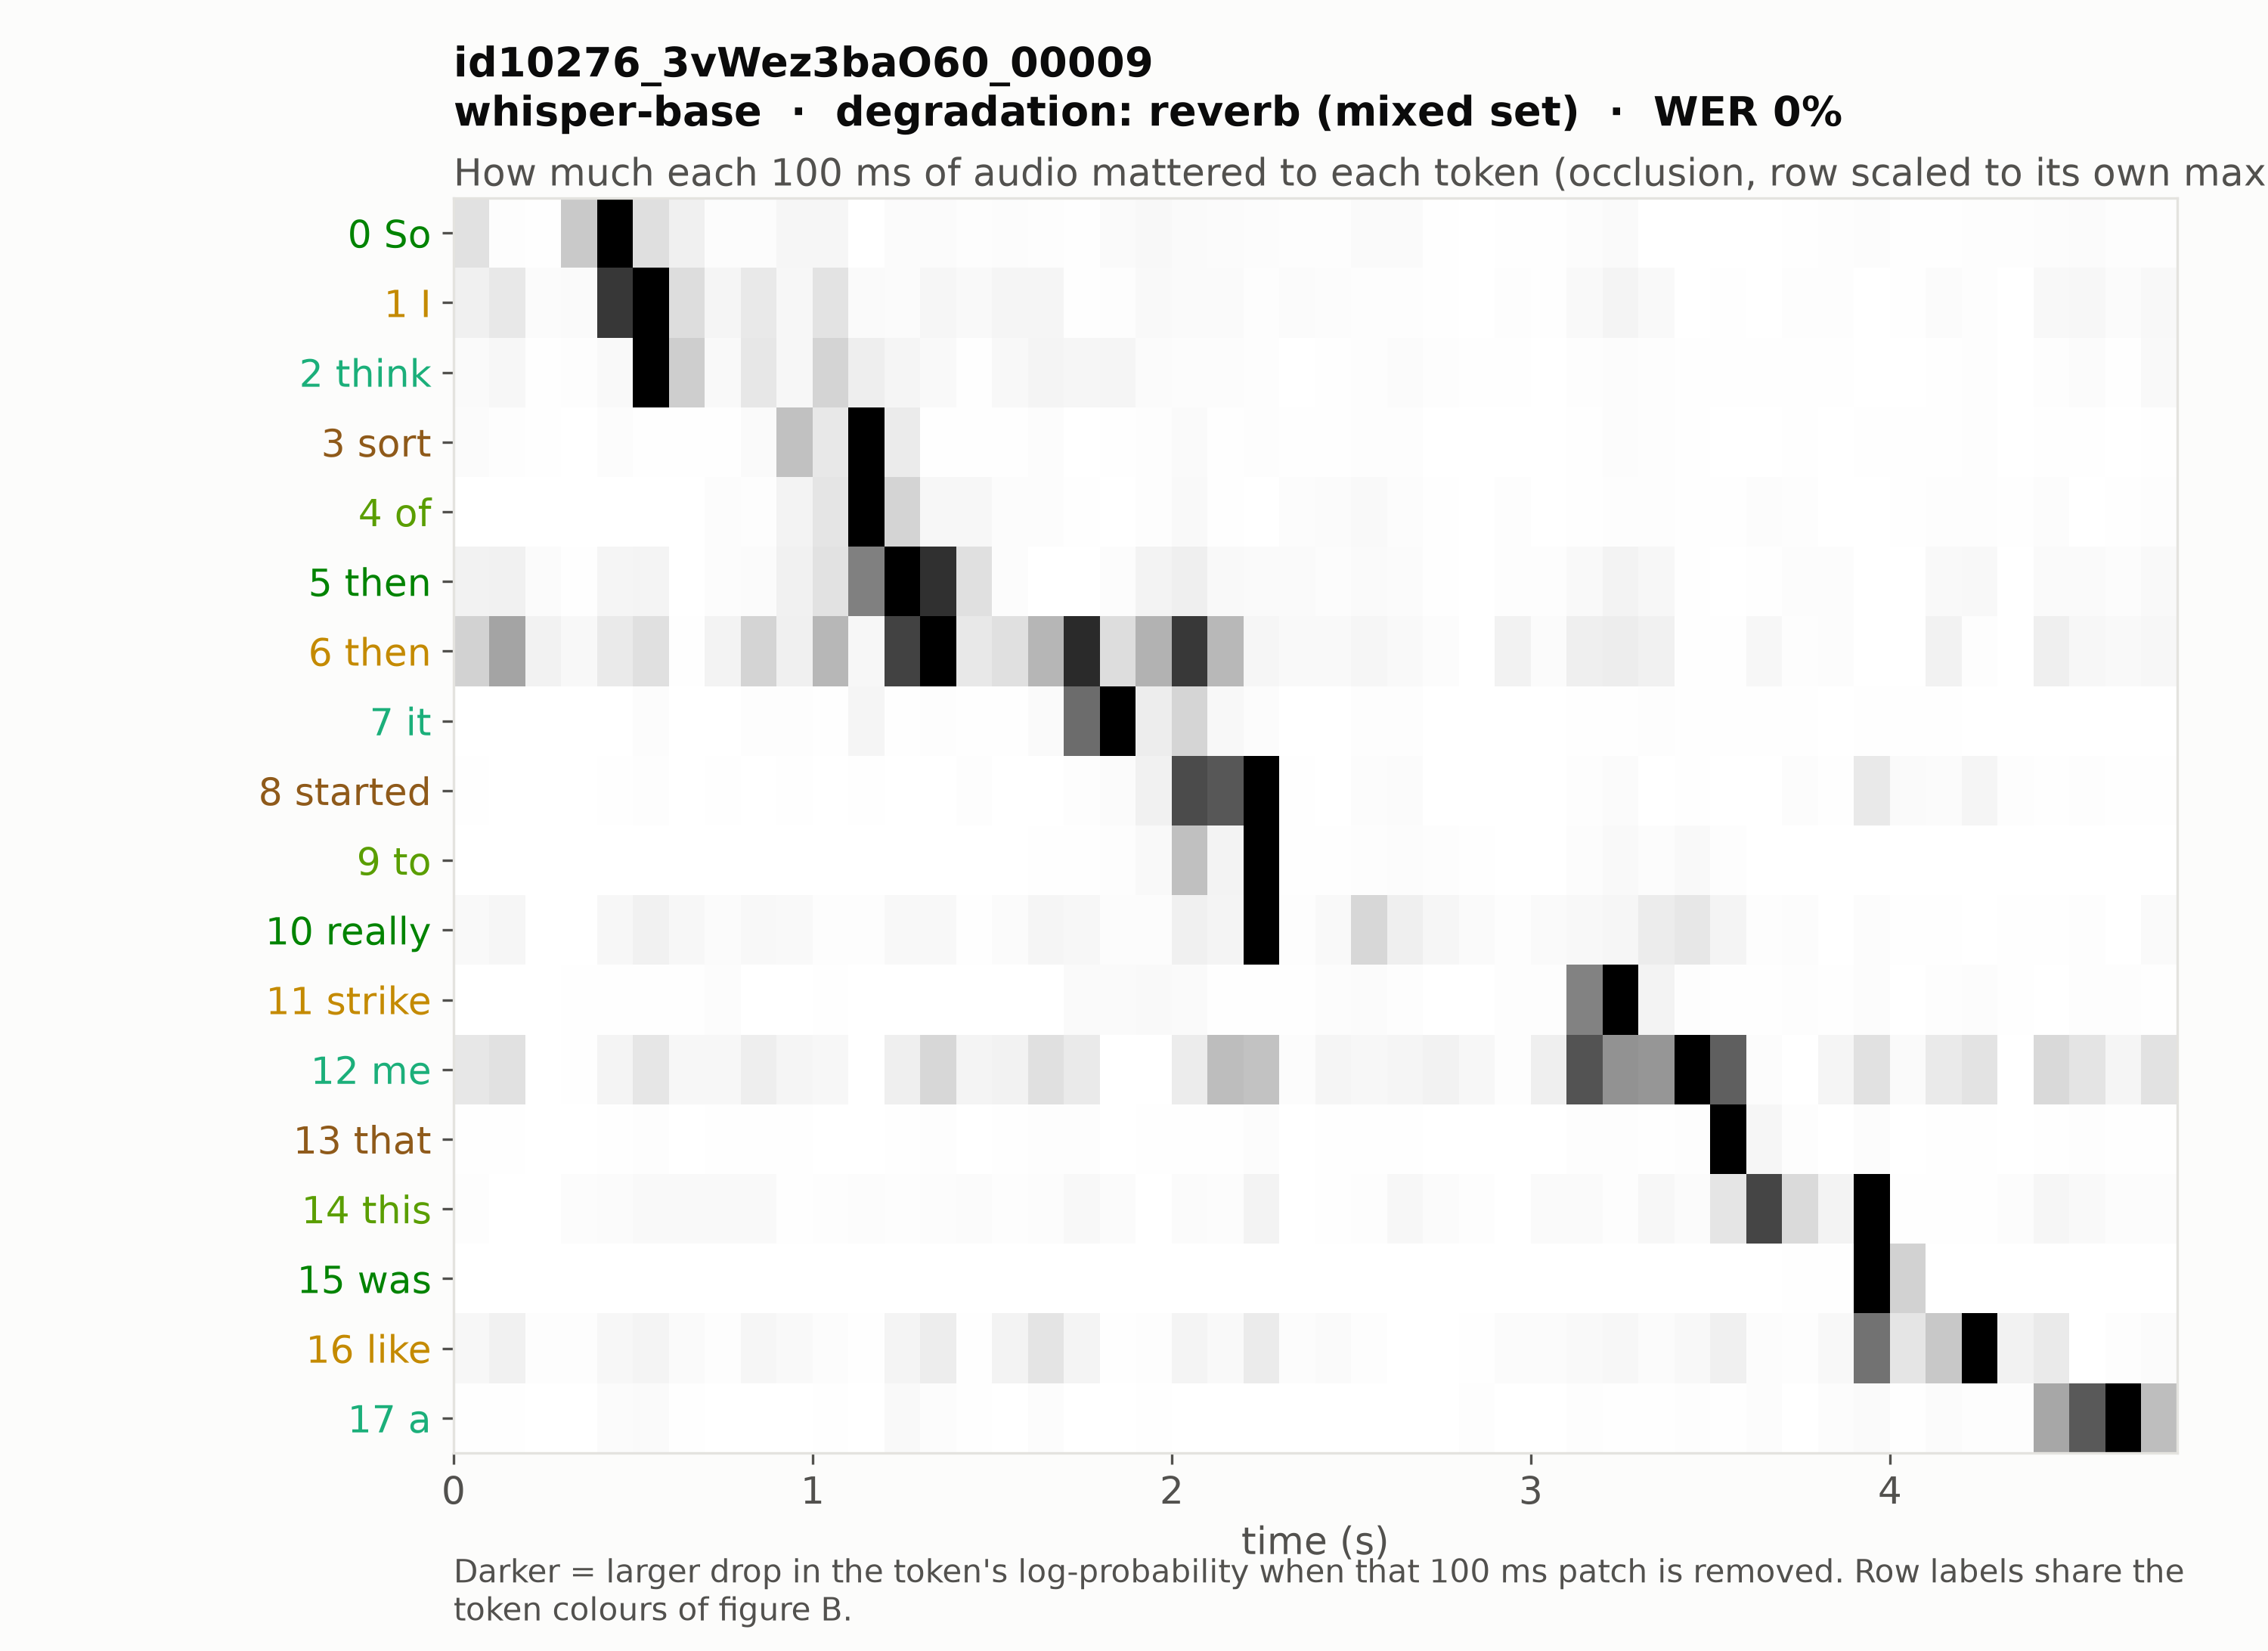 id10276_3vWez3baO60_00009
whisper-base · degradation: reverb (mixed set) · WER 0%
How much each 100 ms of audio mattered to each token (occlusion, row scaled to its own max
0 So
1 I
2 think
3 sort
4 of
5 then
6 then
7 it
8 started
9 to
10 really
11 strike
12 me
13 that
14 this
15 was
16 like
17 a
0 1 2 3 4
time (s)
Darker = larger drop in the token's log-probability when that 100 ms patch is removed. Row labels share the
token colours of figure B.